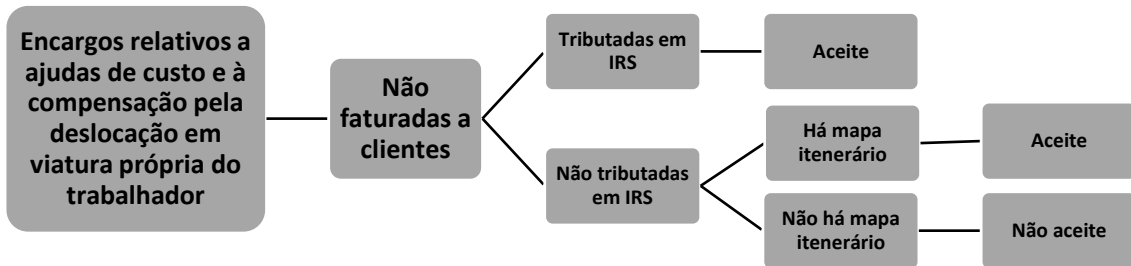 Encargos relativos a
ajudas de custo e à
compensação pela
deslocação em
viatura própria do
trabalhador
Não
faturadas a
clientes
Tributadas em
IRS
Aceite
Não tributadas
em IRS
Há mapa
itenerário
Aceite
Não há mapa
itenerário
Não aceite